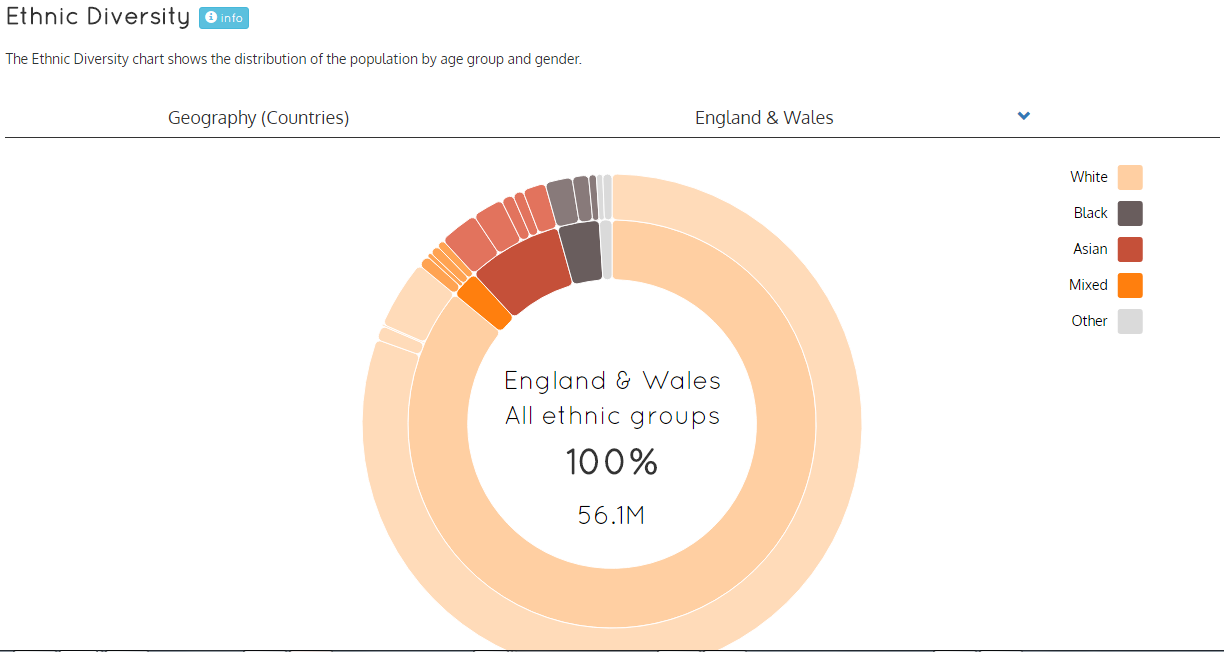 Ethnic Diversity info
The Ethnic Diversity chart shows the distribution of the population by age group and gender.
Geography (Countries) England & Wales
White
Black
Asian
Mixed
Other
England & Wales
All ethnic groups
100%
56.1M